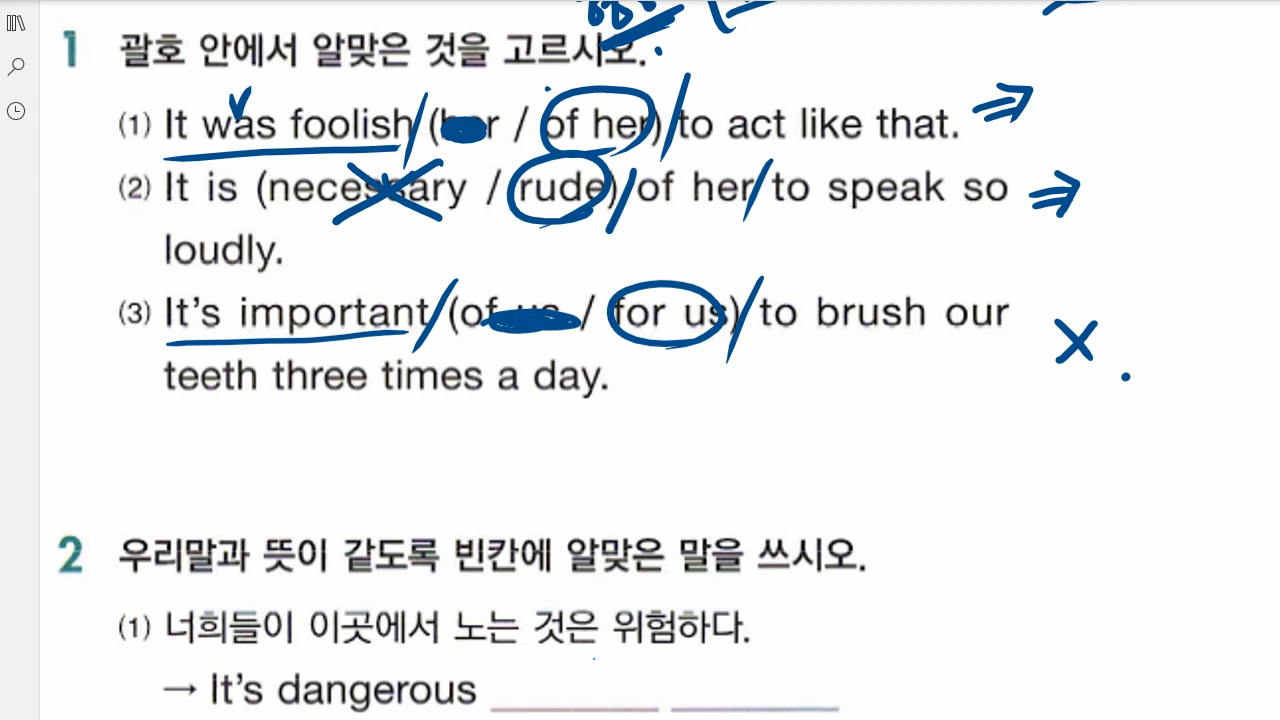 1 괄호 안에서 알맞은 것을 고르시오.
(1) It was foolish (her / of her) to act like that.
(2) It is (necessary / rude) of her to speak so
loudly.
(3) It's important (of us / for us) to brush our
teeth three times a day.
2 우리말과 뜻이 같도록 빈칸에 알맞은 말을 쓰시오.
(1) 너희들이 이곳에서 노는 것은 위험하다.
→ It's dangerous